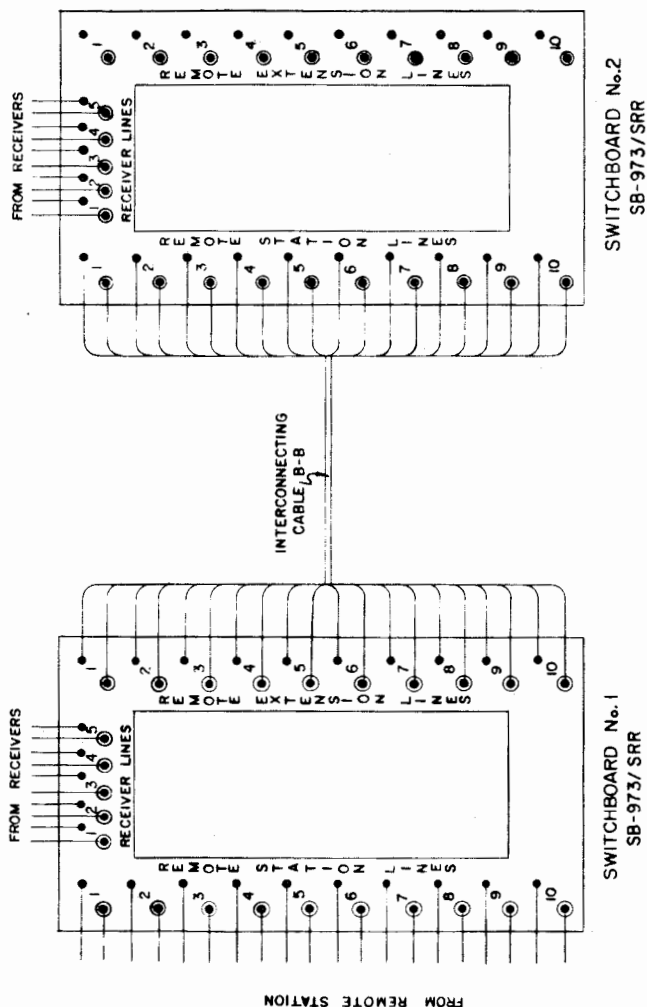 FROM RECEIVERS
1 2 3 4 5
RECEIVER LINES
FROM REMOTE STATION
1
2
3
4
5
6
7
8
9
10
REMOTE STATION LINES
REMOTE EXTENSION LINES
1
2
3
4
5
6
7
8
9
10
SWITCHBOARD No. 1
SB-973/SRR
INTERCONNECTING
CABLE, B-B
FROM RECEIVERS
1 2 3 4 5
RECEIVER LINES
1
2
3
4
5
6
7
8
9
10
REMOTE STATION LINES
REMOTE EXTENSION LINES
1
2
3
4
5
6
7
8
9
10
SWITCHBOARD No.2
SB-973/SRR